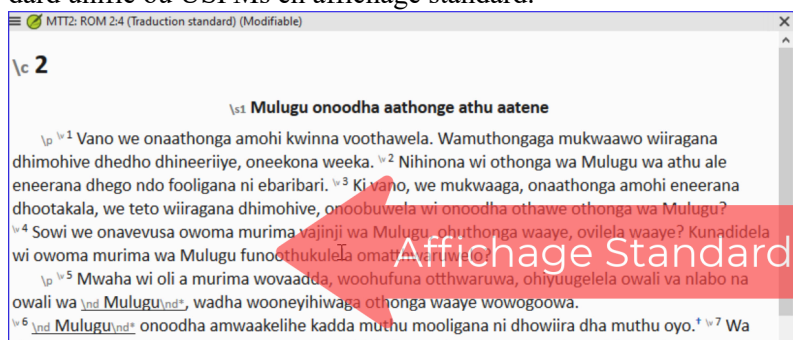 dard unifié ou USFMs en affichage standard.
MTT2: ROM 2:4 (Traduction standard) (Modifiable)
\c 2
\s1 Mulugu onoodha aathonge athu aatene
\p \v 1 Vano we onaathonga amohi kwinna voothawela. Wamuthongaga mukwaawo wiiragana
dhimohive dhedho dhineeriiye, oneekona weeka. \v 2 Nihinona wi othonga wa Mulugu wa athu ale
eneerana dhego ndo fooligana ni ebaribari. \v 3 Ki vano, we mukwaaga, onaathonga amohi eneerana
dhootakala, we teto wiiragana dhimohive, onoobuwela wi onoodha othawe othonga wa Mulugu?
\v 4 Sowi we onavevusa owoma murima vajinji wa Mulugu, othonga waaye, ovilela waaye? Kunadidela
wi owoma murima wa Mulugu funoothukulela
Affichage Standard
\p \v 5 Mwaha wi oli a murima wovaadda, woohufuna otthwaruwa, ohiyuugelela owali va nlabo na
owali wa \nd Mulugu\nd*, wadha wooneyihiwaga othonga waaye wowogoowa.
\v 6 \nd Mulugu\nd* onoodha amwaakelihe kadda muthu mooligana ni dhowiira dha muthu oyo.† \v 7 Wa